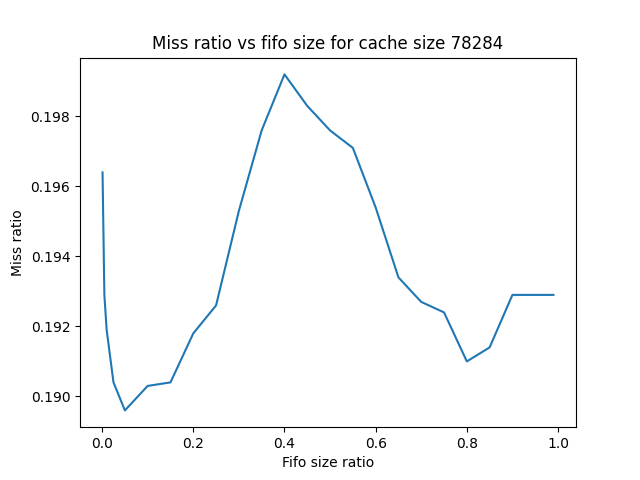 Miss ratio vs fifo size for cache size 78284
Miss ratio
0.198
0.196
0.194
0.192
0.190
0.0 0.2 0.4 0.6 0.8 1.0
Fifo size ratio